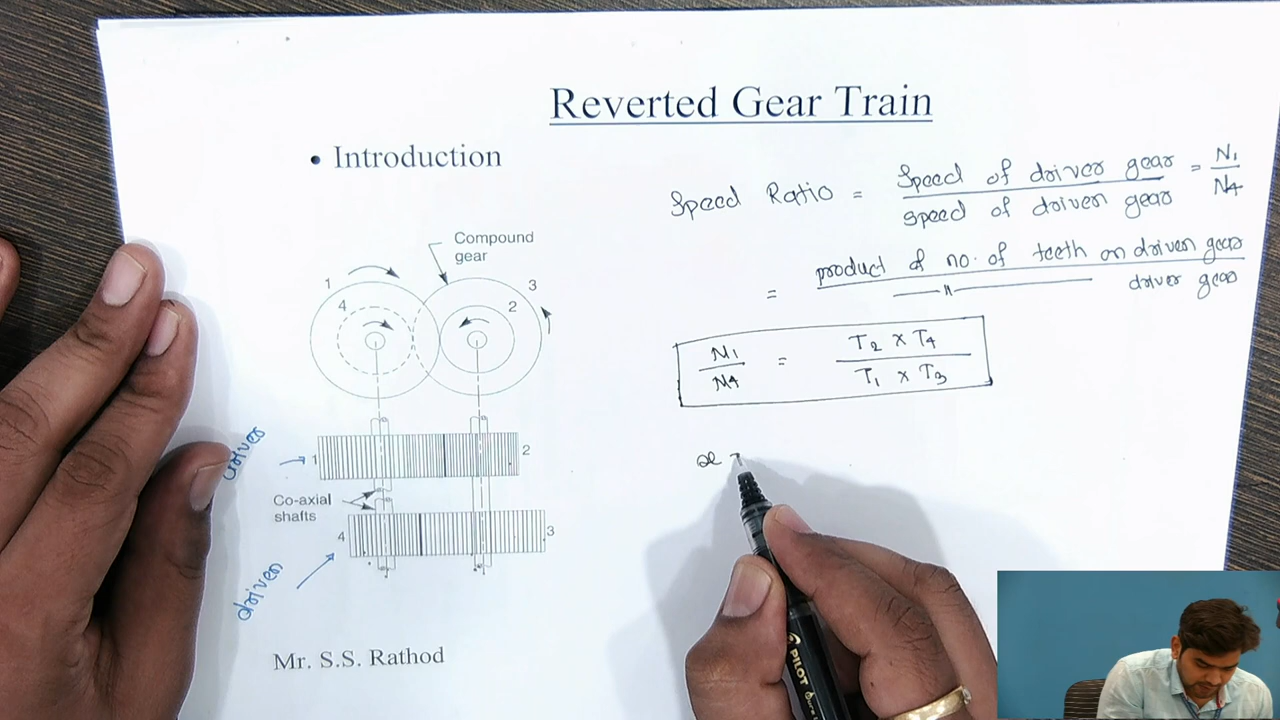 Reverted Gear Train
• Introduction
Speed Ratio = Speed of driver gear / speed of driven gear = N1 / N4
= product of no. of teeth on driven gear / —〃— driver gear
N1 / N4 = T2 × T4 / T1 × T3
Compound
gear
1
3
4
2
driver
1
2
Co-axial
shafts
4
3
driven
Mr. S.S. Rathod
PILOT